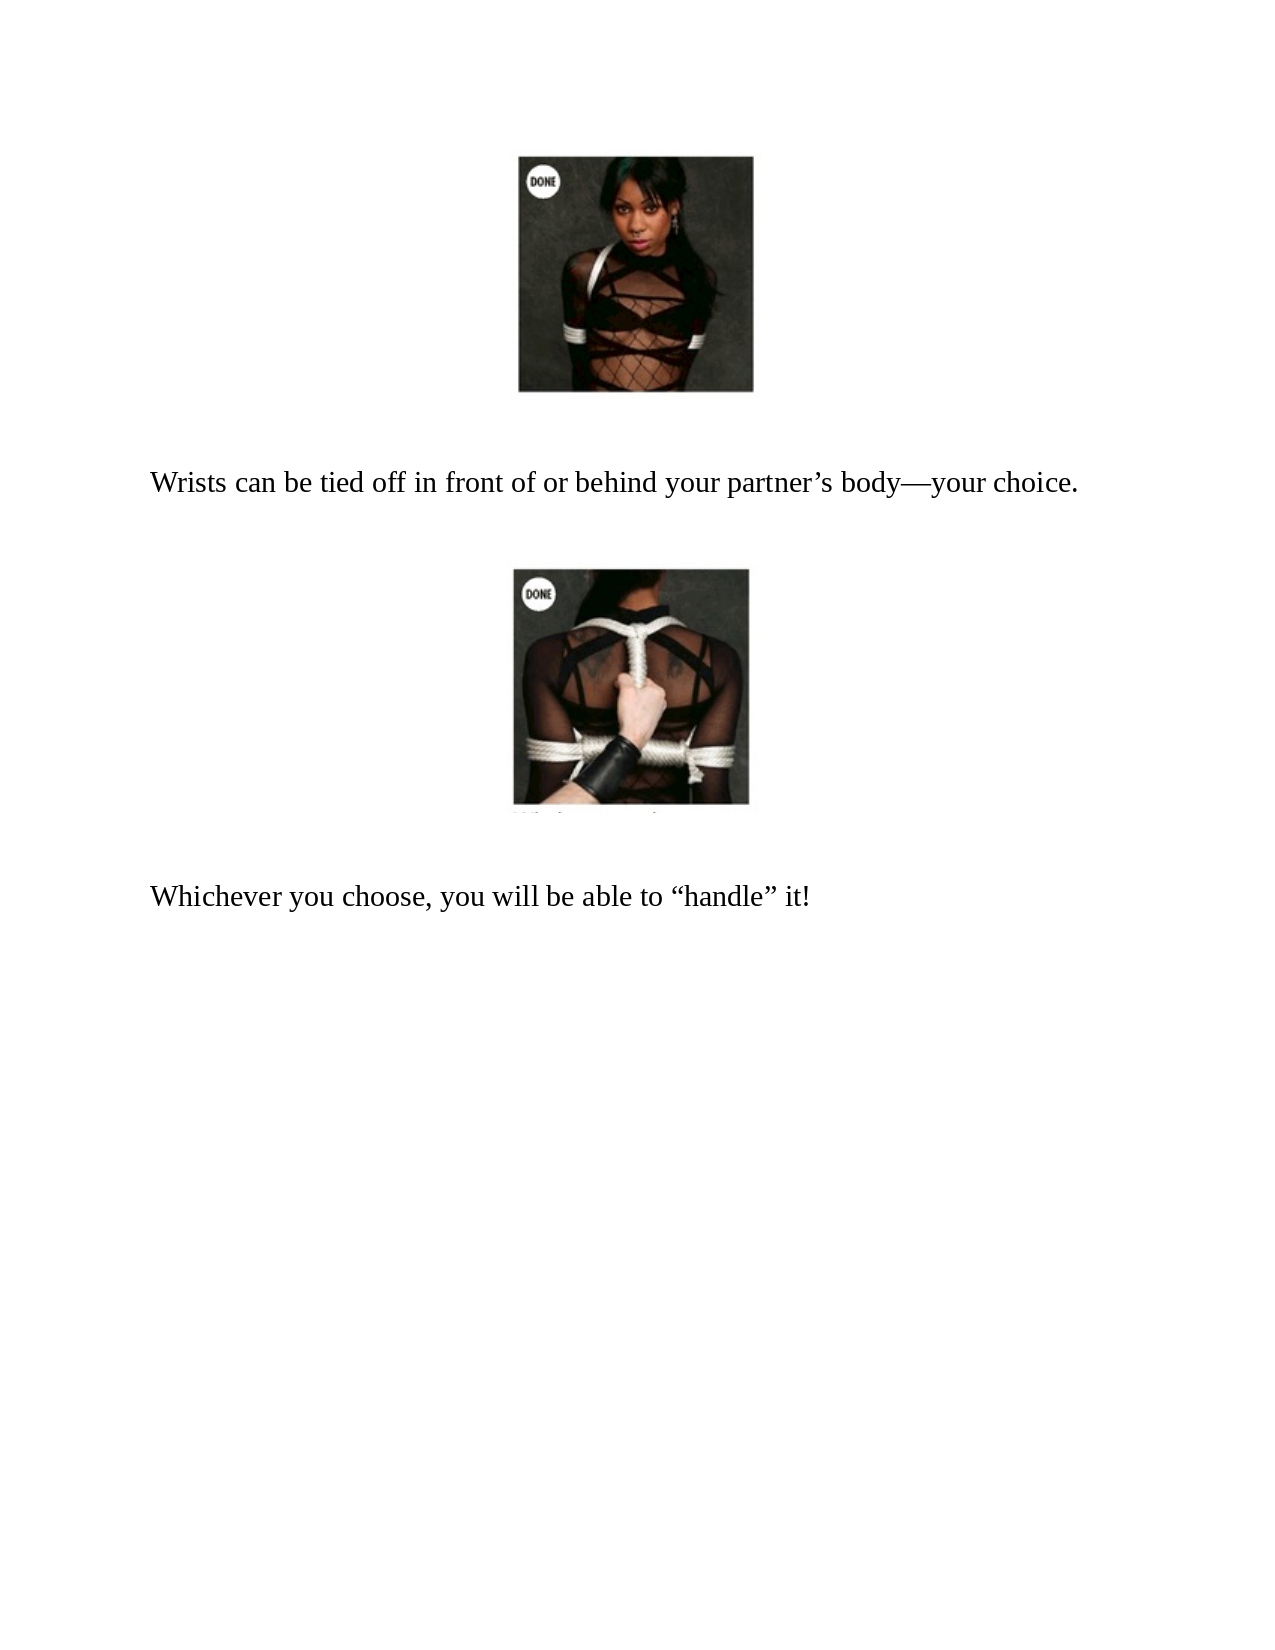 DONE
Wrists can be tied off in front of or behind your partner’s body—your choice.
DONE
Whichever you choose, you will be able to “handle” it!